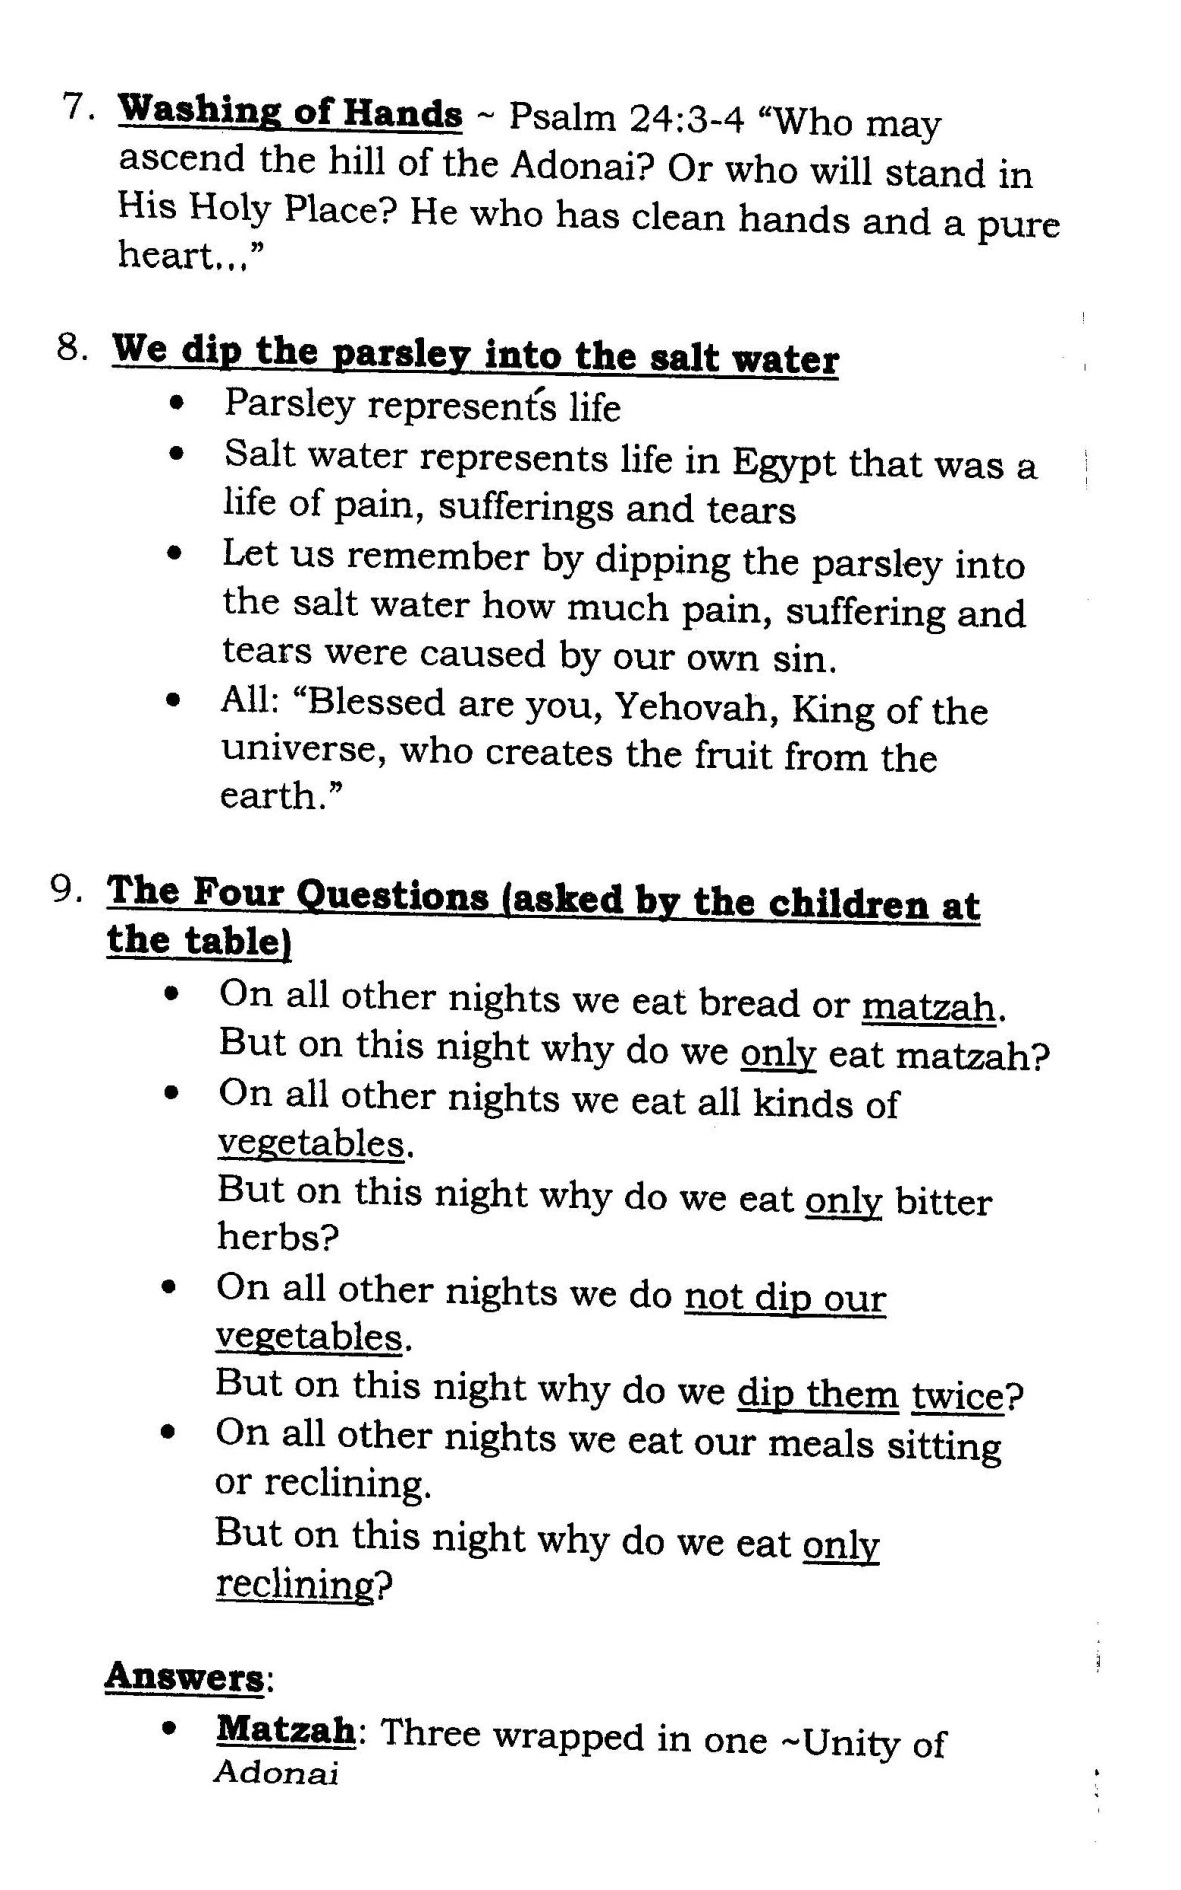 7. Washing of Hands ~ Psalm 24:3-4 “Who may
ascend the hill of the Adonai? Or who will stand in
His Holy Place? He who has clean hands and a pure
heart...”
8. We dip the parsley into the salt water
• Parsley represents life
• Salt water represents life in Egypt that was a
life of pain, sufferings and tears
• Let us remember by dipping the parsley into
the salt water how much pain, suffering and
tears were caused by our own sin.
• All: “Blessed are you, Yehovah, King of the
universe, who creates the fruit from the
earth.”
9. The Four Questions (asked by the children at
the table)
• On all other nights we eat bread or matzah.
But on this night why do we only eat matzah?
• On all other nights we eat all kinds of
vegetables.
But on this night why do we eat only bitter
herbs?
• On all other nights we do not dip our
vegetables.
But on this night why do we dip them twice?
• On all other nights we eat our meals sitting
or reclining.
But on this night why do we eat only
reclining?
Answers:
• Matzah: Three wrapped in one ~Unity of
Adonai